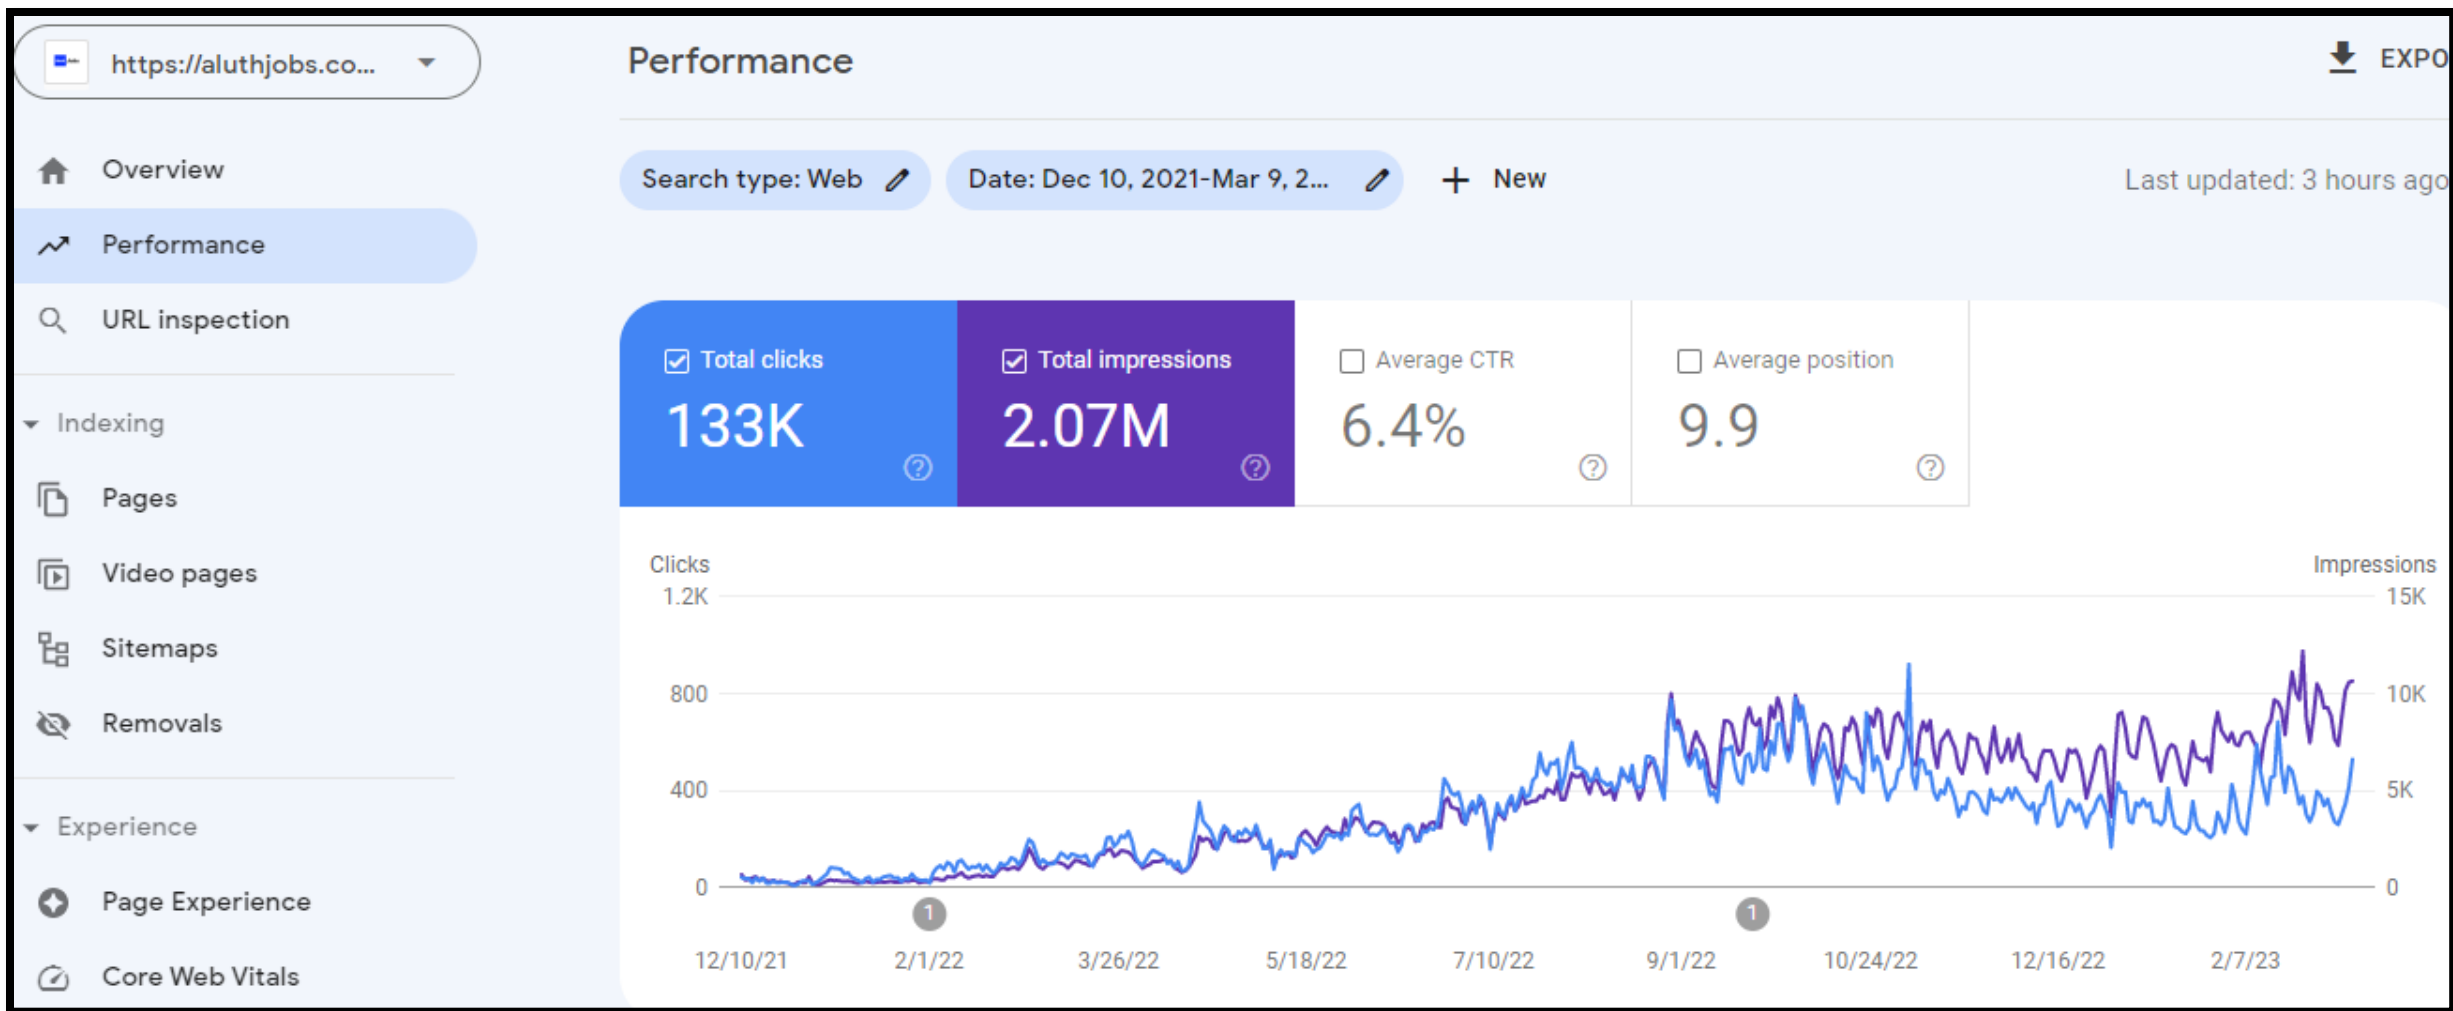 https://aluthjobs.co...
Overview
Performance
URL inspection
Indexing
Pages
Video pages
Sitemaps
Removals
Experience
Page Experience
Core Web Vitals
Performance
EXPO
Search type: Web
Date: Dec 10, 2021-Mar 9, 2...
+ New
Last updated: 3 hours ago
Total clicks
133K
Total impressions
2.07M
Average CTR
6.4%
Average position
9.9
Clicks
1.2K
800
400
0
Impressions
15K
10K
5K
0
1
1
12/10/21
2/1/22
3/26/22
5/18/22
7/10/22
9/1/22
10/24/22
12/16/22
2/7/23